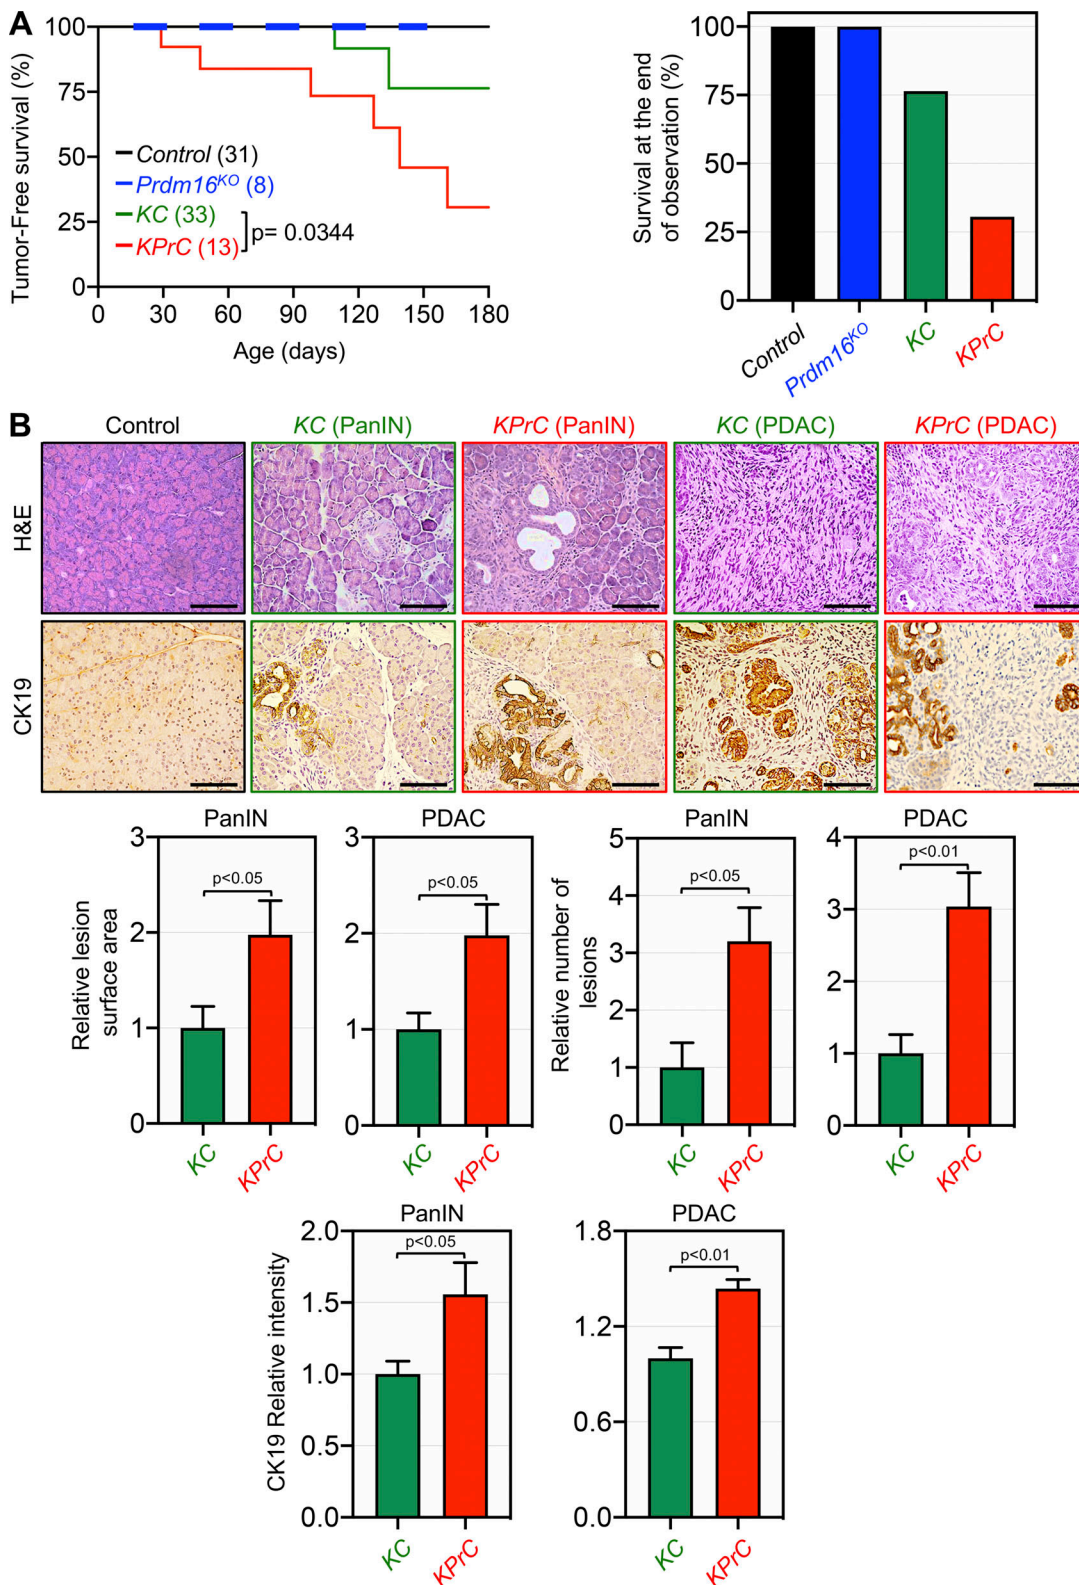 A
Tumor-Free survival (%)
100
75
50
25
0
Control (31)
Prdm16KO (8)
KC (33)
KPrC (13)
p= 0.0344
0 30 60 90 120 150 180
Age (days)
Survival at the end
of observation (%)
100
75
50
25
0
Control
Prdm16KO
KC
KPrC
B
Control
KC (PanIN)
KPrC (PanIN)
KC (PDAC)
KPrC (PDAC)
H&E
CK19
PanIN
Relative lesion
surface area
3
2
1
0
p<0.05
KC
KPrC
PDAC
3
2
1
0
p<0.05
KC
KPrC
PanIN
Relative number of
lesions
5
4
3
2
1
0
p<0.05
KC
KPrC
PDAC
4
3
2
1
0
p<0.01
KC
KPrC
PanIN
CK19 Relative intensity
2.0
1.5
1.0
0.5
0.0
p<0.05
KC
KPrC
PDAC
1.8
1.2
0.6
0.0
p<0.01
KC
KPrC